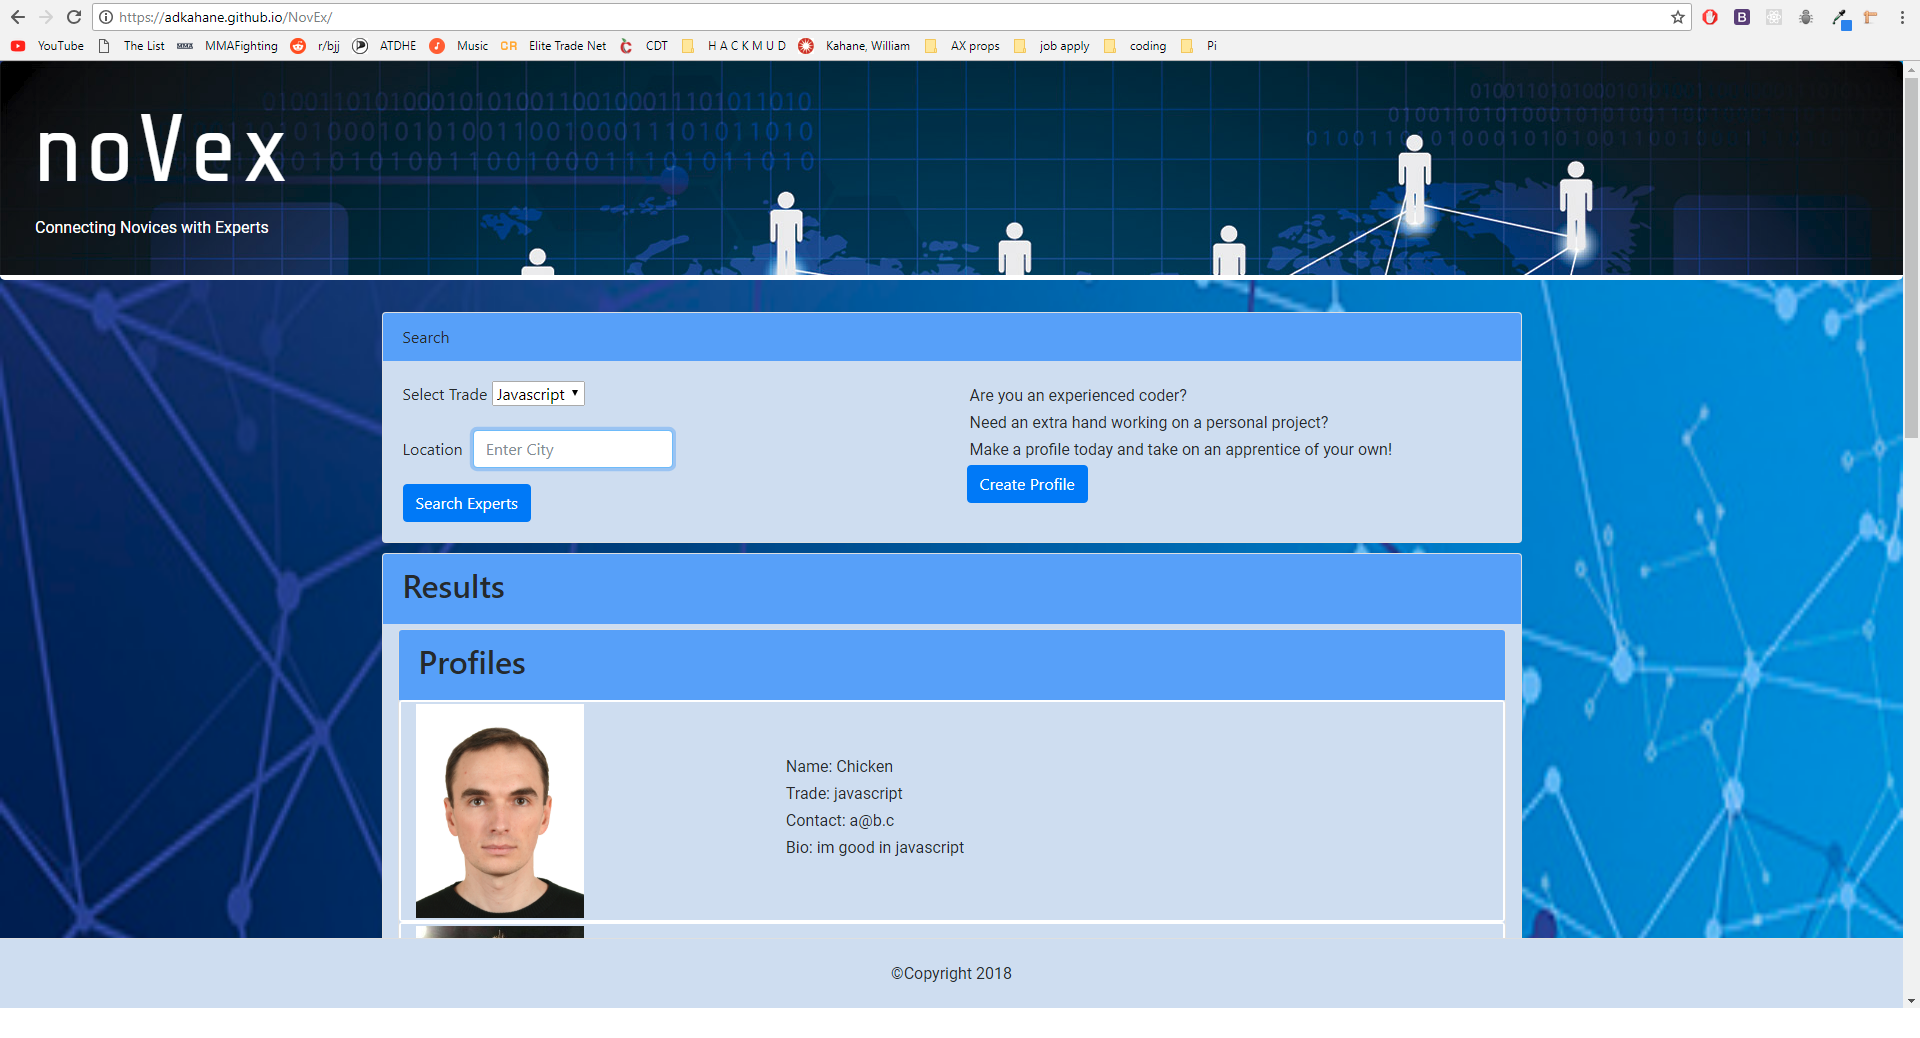 https://adkahane.github.io/NovEx/
YouTube The List MMAFighting r/bjj ATDHE Music CR Elite Trade Net CDT H A C K M U D Kahane, William AX props job apply coding Pi
010011010100010101001100100011101011010
noVex
Connecting Novices with Experts
Search
Select Trade Javascript
Location Enter City
Search Experts
Are you an experienced coder?
Need an extra hand working on a personal project?
Make a profile today and take on an apprentice of your own!
Create Profile
Results
Profiles
Name: Chicken
Trade: javascript
Contact: a@b.c
Bio: im good in javascript
©Copyright 2018